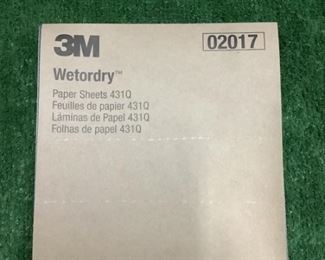 3M 02017
Wetordry™
Paper Sheets 431Q
Feuilles de papier 431Q
Láminas de Papel 431Q
Folhas de papel 431Q